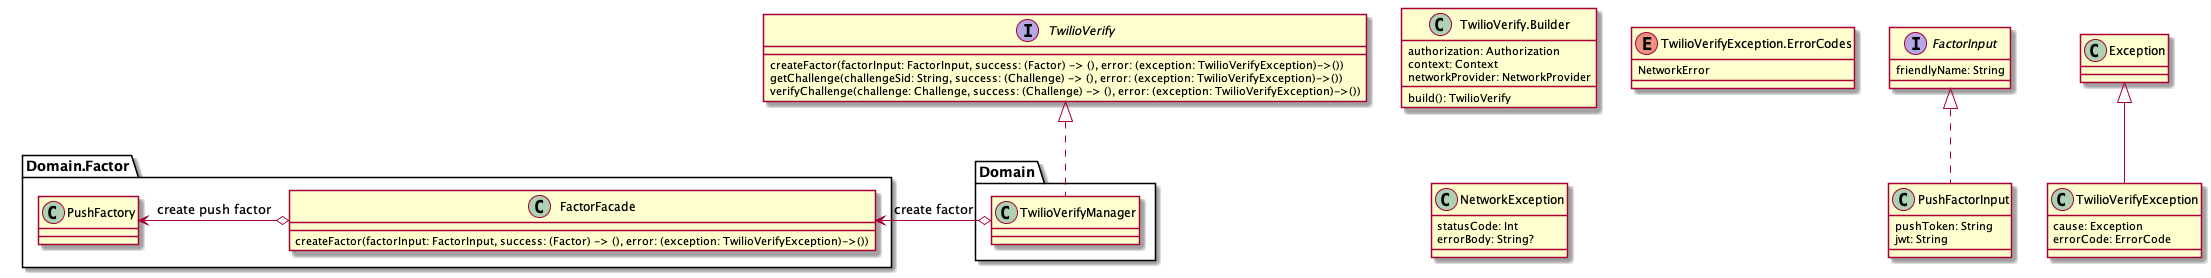 I TwilioVerify
createFactor(factorInput: FactorInput, success: (Factor) -> (), error: (exception: TwilioVerifyException)->())
getChallenge(challengeSid: String, success: (Challenge) -> (), error: (exception: TwilioVerifyException)->())
verifyChallenge(challenge: Challenge, success: (Challenge) -> (), error: (exception: TwilioVerifyException)->())
C TwilioVerify.Builder
authorization: Authorization
context: Context
networkProvider: NetworkProvider
build(): TwilioVerify
E TwilioVerifyException.ErrorCodes
NetworkError
I FactorInput
friendlyName: String
C Exception
Domain.Factor
C PushFactory
create push factor
C FactorFacade
createFactor(factorInput: FactorInput, success: (Factor) -> (), error: (exception: TwilioVerifyException)->())
create factor
Domain
C TwilioVerifyManager
C NetworkException
statusCode: Int
errorBody: String?
C PushFactorInput
pushToken: String
jwt: String
C TwilioVerifyException
cause: Exception
errorCode: ErrorCode